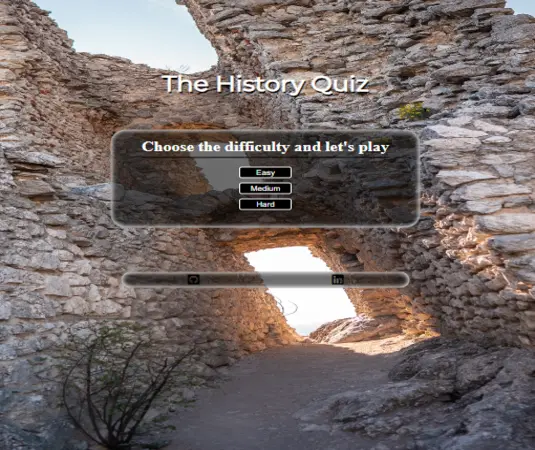 The History Quiz
Choose the difficulty and let's play
Easy
Medium
Hard